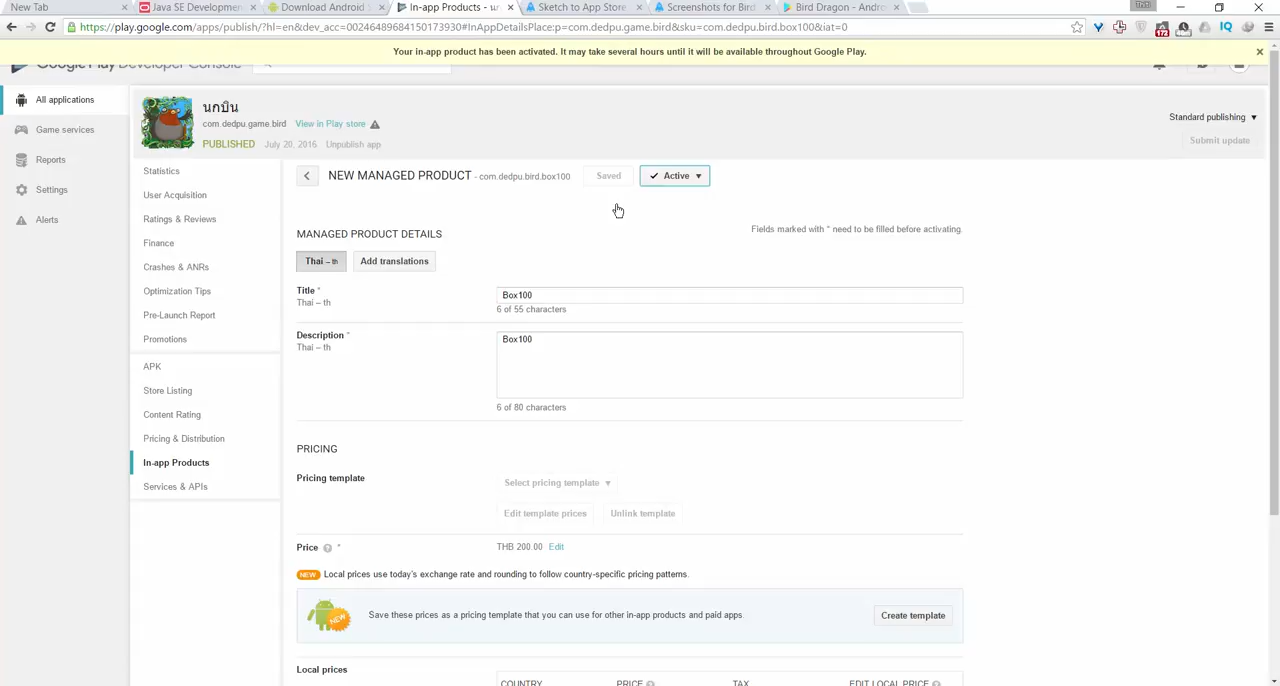 New Tab
Java SE Developmen
Download Android S
In-app Products - un
Sketch to App Store
Screenshots for Bird
Bird Dragon - Androi
https://play.google.com/apps/publish/?hl=en&dev_acc=00246489684150173930#InAppDetailsPlace:p=com.dedpu.game.bird&sku=com.dedpu.bird.box100&iat=0
Your in-app product has been activated. It may take several hours until it will be available throughout Google Play.
Google Play Developer Console
All applications
Game services
Reports
Settings
Alerts
นกบิน
com.dedpu.game.bird View in Play store
PUBLISHED July 20, 2016 Unpublish app
Standard publishing
Submit update
Statistics
User Acquisition
Ratings & Reviews
Finance
Crashes & ANRs
Optimization Tips
Pre-Launch Report
Promotions
APK
Store Listing
Content Rating
Pricing & Distribution
In-app Products
Services & APIs
NEW MANAGED PRODUCT - com.dedpu.bird.box100 Saved Active
Fields marked with * need to be filled before activating.
MANAGED PRODUCT DETAILS
Thai – th Add translations
Title *
Thai – th
Box100
6 of 55 characters
Description *
Thai – th
Box100
6 of 80 characters
PRICING
Pricing template
Select pricing template
Edit template prices Unlink template
Price * THB 200.00 Edit
NEW Local prices use today's exchange rate and rounding to follow country-specific pricing patterns.
NEW
Save these prices as a pricing template that you can use for other in-app products and paid apps.
Create template
Local prices
COUNTRY PRICE TAX EDIT LOCAL PRICE